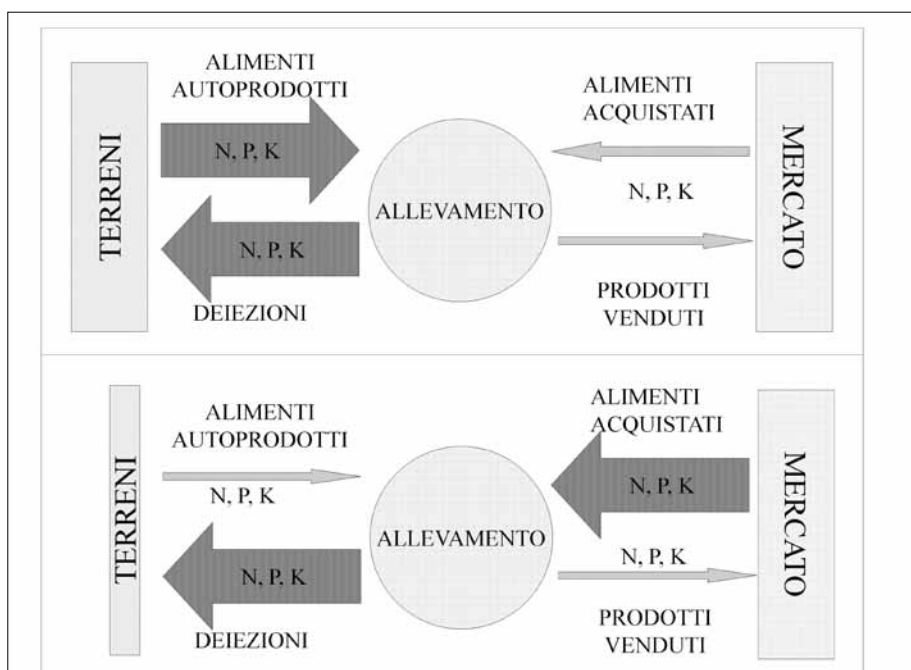 ALIMENTI
AUTOPRODOTTI
ALIMENTI
ACQUISTATI
TERRENI
N, P, K
N, P, K
ALLEVAMENTO
MERCATO
N, P, K
DEIEZIONI
PRODOTTI
VENDUTI
ALIMENTI
AUTOPRODOTTI
ALIMENTI
ACQUISTATI
TERRENI
N, P, K
N, P, K
ALLEVAMENTO
MERCATO
N, P, K
N, P, K
DEIEZIONI
PRODOTTI
VENDUTI